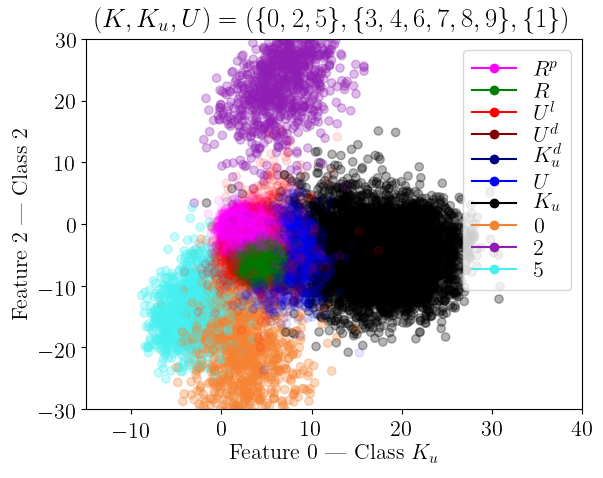 (K, K_u, U) = ({0, 2, 5}, {3, 4, 6, 7, 8, 9}, {1})
30
20
10
0
−10
−20
−30
Feature 2 — Class 2
−10
0
10
20
30
40
Feature 0 — Class K_u
R^p
R
U^l
U^d
K_u^d
U
K_u
0
2
5